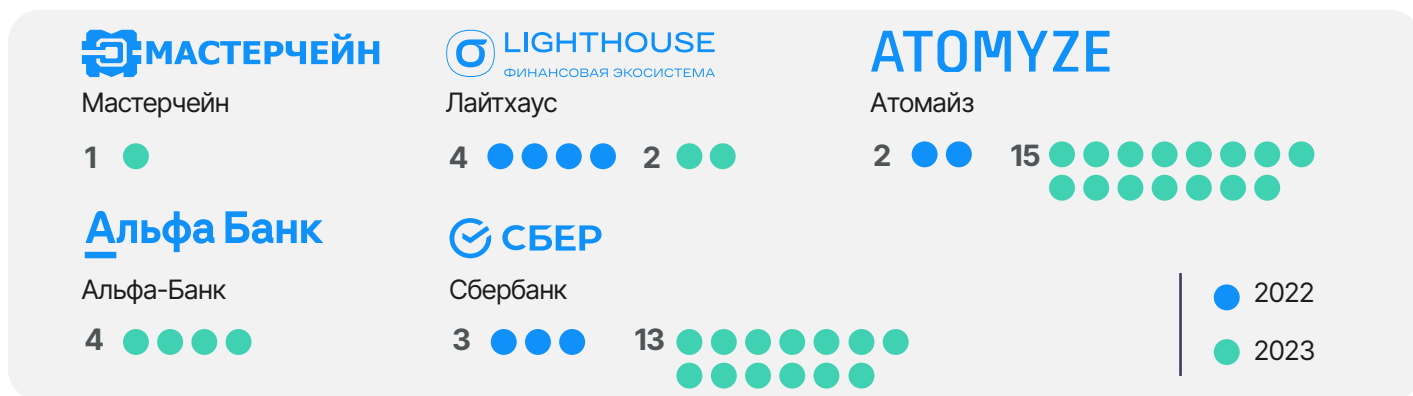 МАСТЕРЧЕЙН
Мастерчейн
1
LIGHTHOUSE
ФИНАНСОВАЯ ЭКОСИСТЕМА
Лайтхаус
4 2
ATOMYZE
Атомайз
2 15
Альфа Банк
Альфа-Банк
4
СБЕР
Сбербанк
3 13
2022
2023